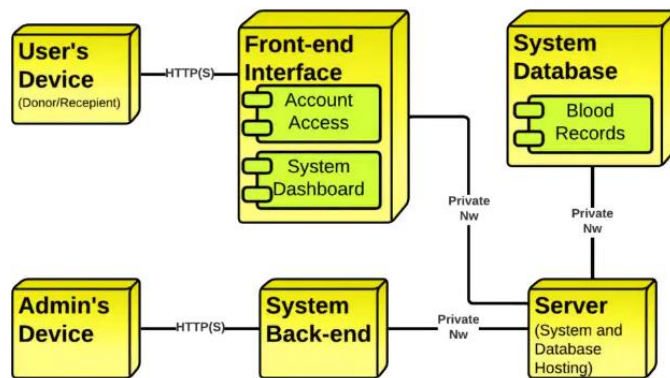 User's
Device
(Donor/Recepient)
HTTP(S)
Front-end
Interface
Account
Access
System
Dashboard
System
Database
Blood
Records
Private
Nw
Private
Nw
Admin's
Device
HTTP(S)
System
Back-end
Private
Nw
Server
(System and
Database
Hosting)